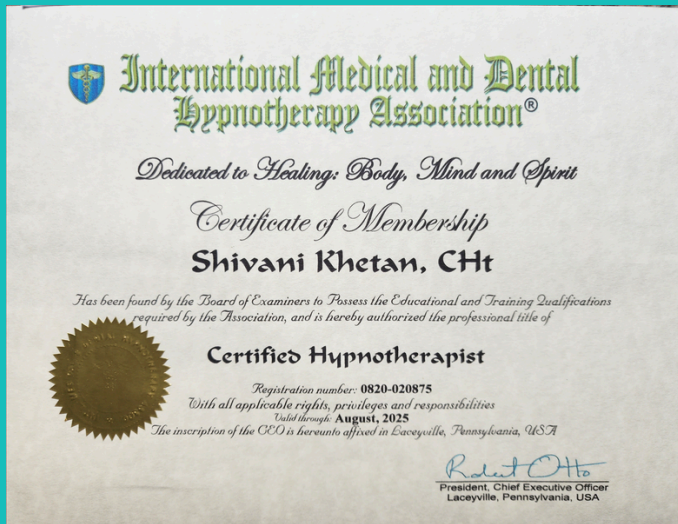 International Medical and Dental
Hypnotherapy Association®
Dedicated to Healing: Body, Mind and Spirit
Certificate of Membership
Shivani Khetan, CHt
Has been found by the Board of Examiners to Possess the Educational and Training Qualifications
required by the Association, and is hereby authorized the professional title of
Certified Hypnotherapist
Registration number: 0820-020875
With all applicable rights, privileges and responsibilities
Valid through: August, 2025
The inscription of the CEO is hereunto affixed in Laceyville, Pennsylvania, USA
Robert Otto
President, Chief Executive Officer
Laceyville, Pennsylvania, USA